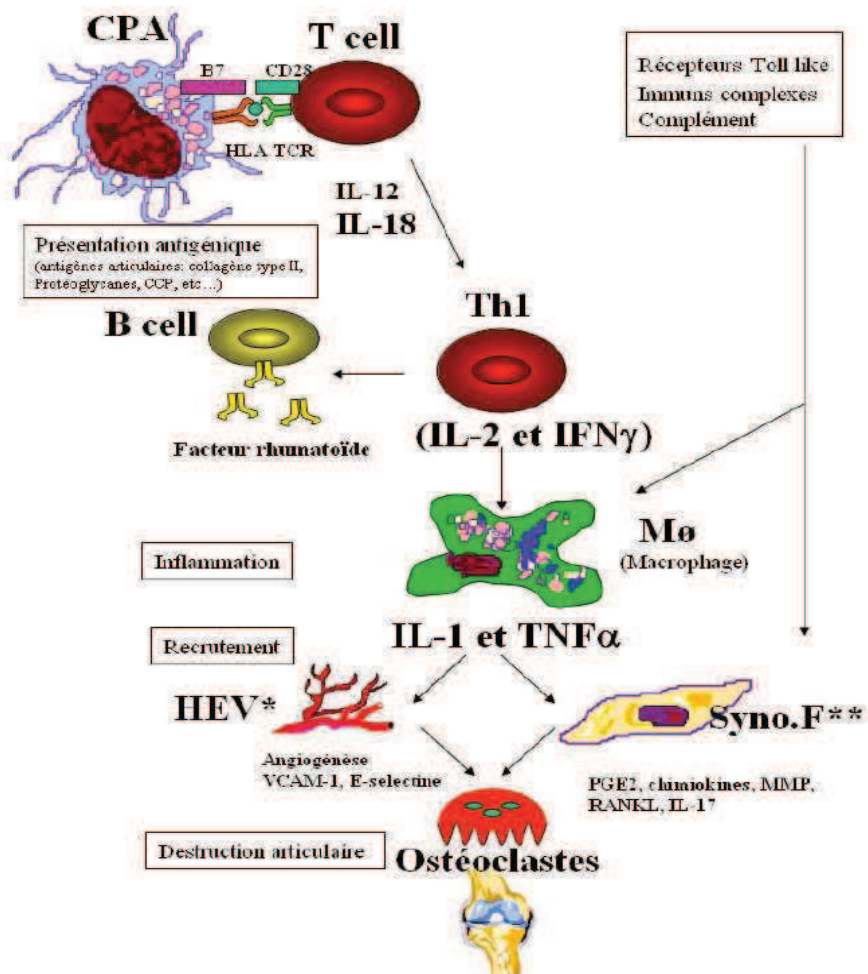 CPA
T cell
B7
CD28
HLA TCR
Récepteurs Toll like
Immuns complexes
Complément
IL-12
IL-18
Présentation antigénique
(antigènes articulaires: collagène type II,
Protéoglysanes, CCP, etc…)
B cell
Th1
Facteur rhumatoïde
(IL-2 et IFNγ)
Mø
(Macrophage)
Inflammation
IL-1 et TNFα
Recrutement
HEV*
Syno.F**
Angiogénèse
VCAM-1, E-selectine
PGE2, chimiokines, MMP,
RANKL, IL-17
Destruction articulaire
Ostéoclastes